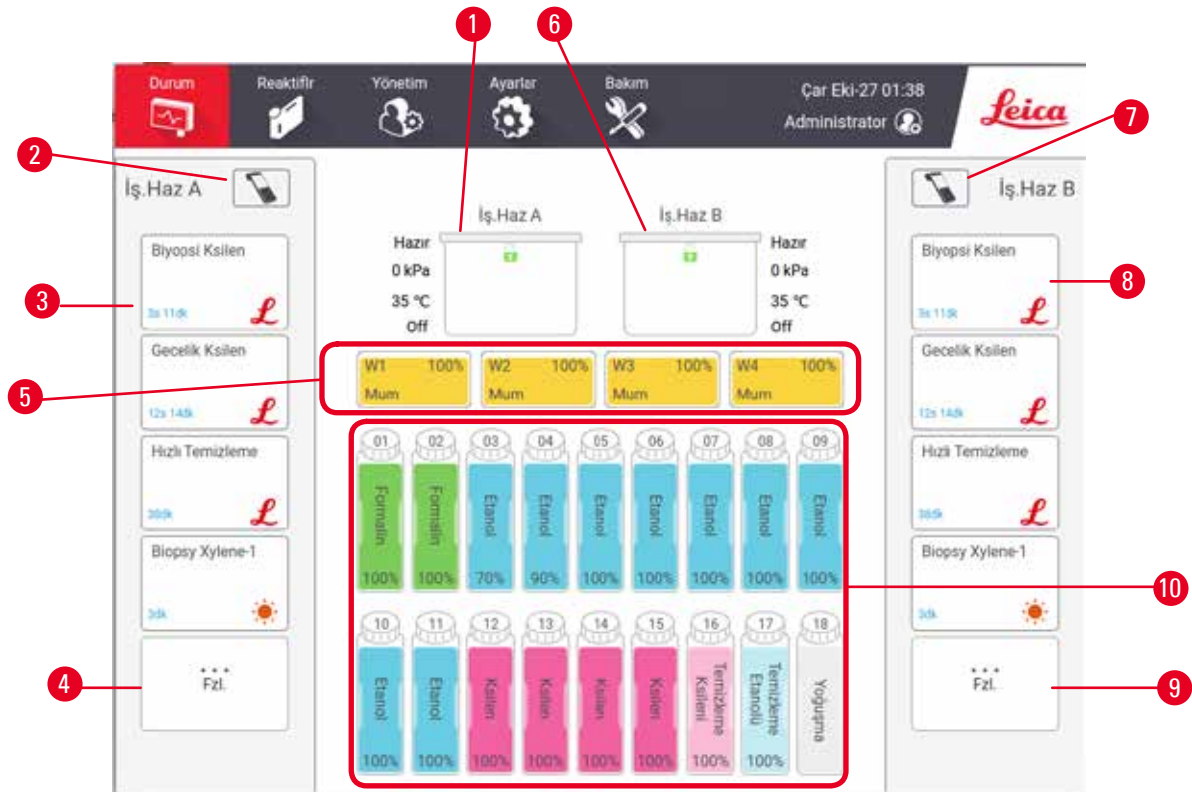 1
6
Durum
Reaktiflr
Yönetim
Ayarlar
Bakım
Çar Eki-27 01:38
Administrator
Leica
7
2
İş.Haz A
İş.Haz B
İş.Haz A
İş.Haz B
Hazır
0 kPa
35 °C
Off
Hazır
0 kPa
35 °C
Off
3
Biyopsi Ksilen
3s 11dk
Gecelik Ksilen
12s 14dk
Hızlı Temizleme
38dk
Biopsy Xylene-1
3dk
4
...
Fzl.
5
W1 100%
Mum
W2 100%
Mum
W3 100%
Mum
W4 100%
Mum
01
Formalin
100%
02
Formalin
100%
03
Etanol
70%
04
Etanol
90%
05
Etanol
100%
06
Etanol
100%
07
Etanol
100%
08
Etanol
100%
09
Etanol
100%
10
Etanol
100%
11
Etanol
100%
12
Ksilen
100%
13
Ksilen
100%
14
Ksilen
100%
15
Ksilen
100%
16
Temizleme
Ksileni
100%
17
Temizleme
Etanolü
100%
18
Yoğuşma
8
Biyopsi Ksilen
3s 11dk
Gecelik Ksilen
12s 14dk
Hızlı Temizleme
38dk
Biopsy Xylene-1
3dk
10
...
Fzl.
9